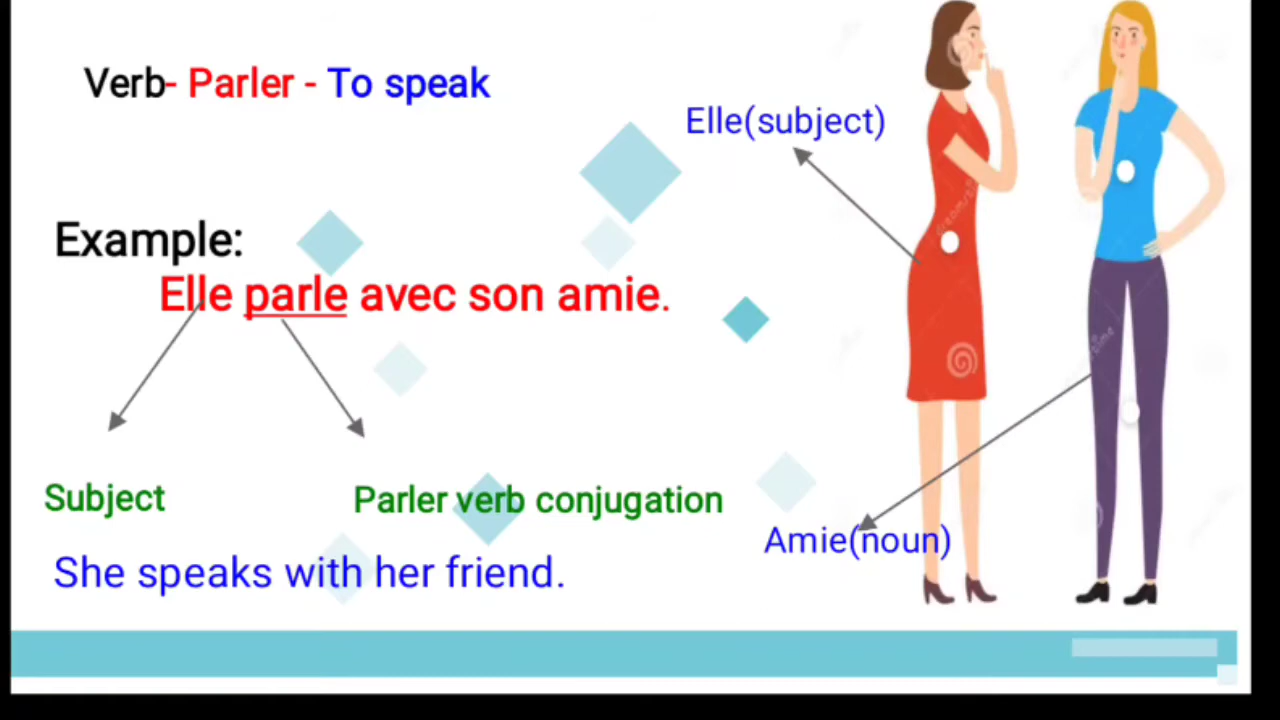 Verb- Parler - To speak
Elle(subject)
Example:
Elle parle avec son amie.
Subject
Parler verb conjugation
Amie(noun)
She speaks with her friend.